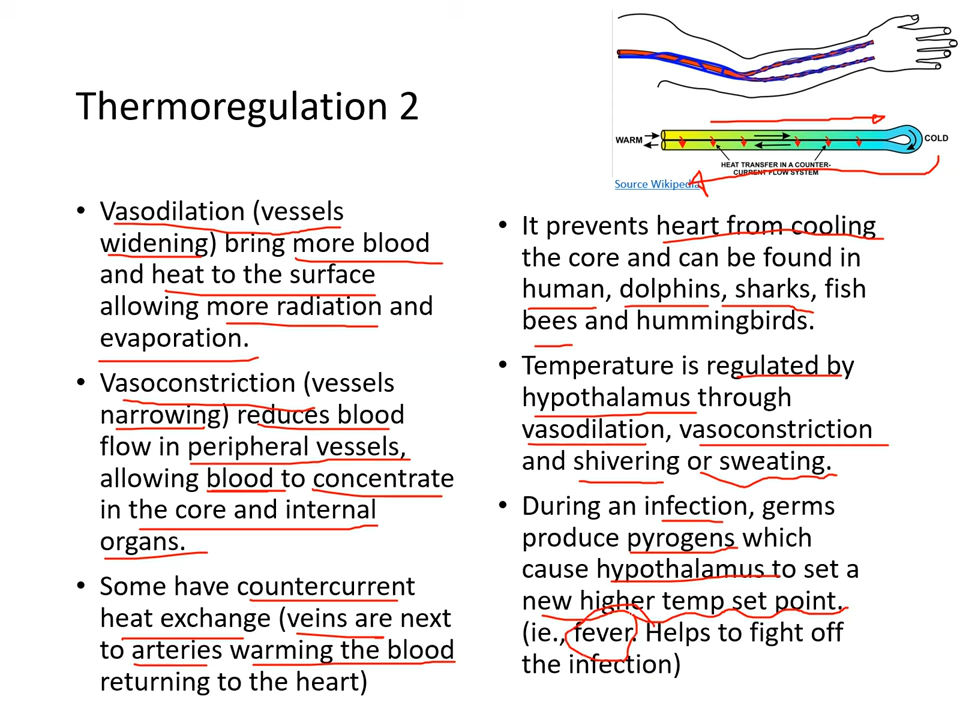 Thermoregulation 2
WARM
COLD
HEAT TRANSFER IN A COUNTER-
CURRENT FLOW SYSTEM
Source Wikipedia
• Vasodilation (vessels
widening) bring more blood
and heat to the surface
allowing more radiation and
evaporation.
• Vasoconstriction (vessels
narrowing) reduces blood
flow in peripheral vessels,
allowing blood to concentrate
in the core and internal
organs.
• Some have countercurrent
heat exchange (veins are next
to arteries warming the blood
returning to the heart)
• It prevents heart from cooling
the core and can be found in
human, dolphins, sharks, fish
bees and hummingbirds.
• Temperature is regulated by
hypothalamus through
vasodilation, vasoconstriction
and shivering or sweating.
• During an infection, germs
produce pyrogens which
cause hypothalamus to set a
new higher temp set point.
(ie., fever. Helps to fight off
the infection)